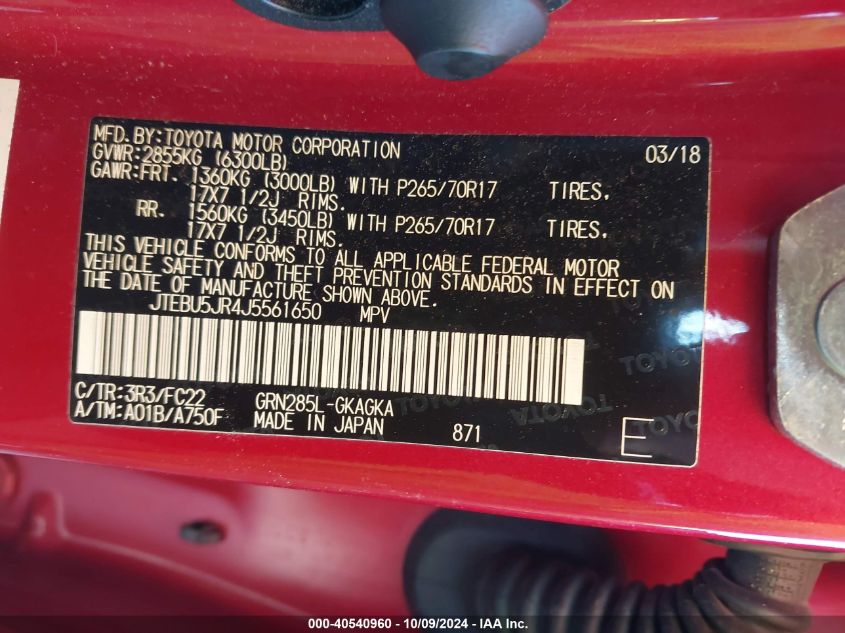 MFD. BY:TOYOTA MOTOR CORPORATION 03/18
GVWR:2855KG (6300LB)
GAWR:FRT. 1360KG (3000LB) WITH P265/70R17 TIRES,
17X7 1/2J RIMS.
RR. 1560KG (3450LB) WITH P265/70R17 TIRES,
17X7 1/2J RIMS.
THIS VEHICLE CONFORMS TO ALL APPLICABLE FEDERAL MOTOR
VEHICLE SAFETY AND THEFT PREVENTION STANDARDS IN EFFECT ON
THE DATE OF MANUFACTURE SHOWN ABOVE.
JTEBU5JR4J5561650 MPV
C/TR:3R3/FC22 GRN285L-GKAGKA
A/TM:A01B/A750F MADE IN JAPAN 871 E
TOYOTA
TOYOTA
TOYOTA
000-40540960 - 10/09/2024 - IAA Inc.